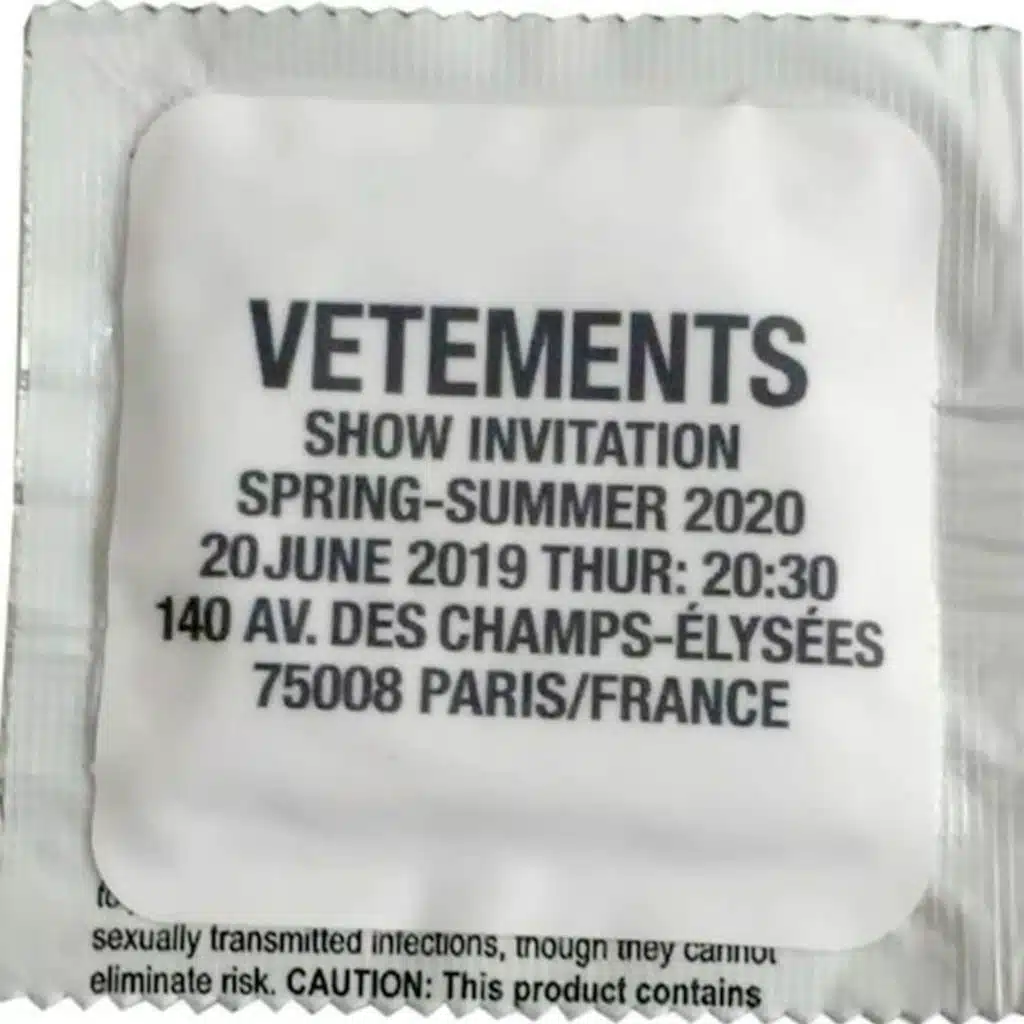 VETEMENTS
SHOW INVITATION
SPRING-SUMMER 2020
20 JUNE 2019 THUR: 20:30
140 AV. DES CHAMPS-ÉLYSÉES
75008 PARIS/FRANCE
sexually transmitted infections, though they cannot
eliminate risk. CAUTION: This product contains